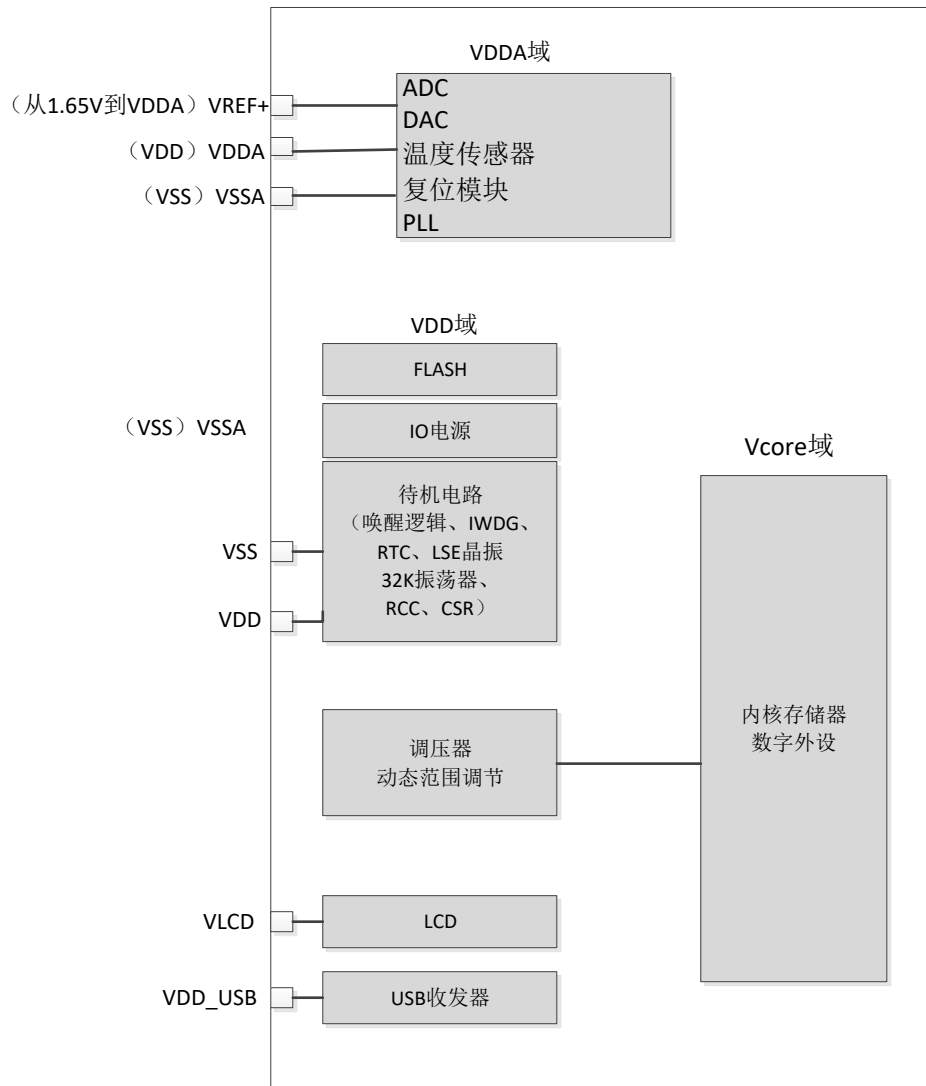 VDDA域
（从1.65V到VDDA）VREF+
（VDD）VDDA
（VSS）VSSA
ADC
DAC
温度传感器
复位模块
PLL
VDD域
FLASH
（VSS）VSSA
IO电源
Vcore域
待机电路
（唤醒逻辑、IWDG、
RTC、LSE晶振
32K振荡器、
RCC、CSR）
VSS
VDD
调压器
动态范围调节
内核存储器
数字外设
VLCD
LCD
VDD_USB
USB收发器